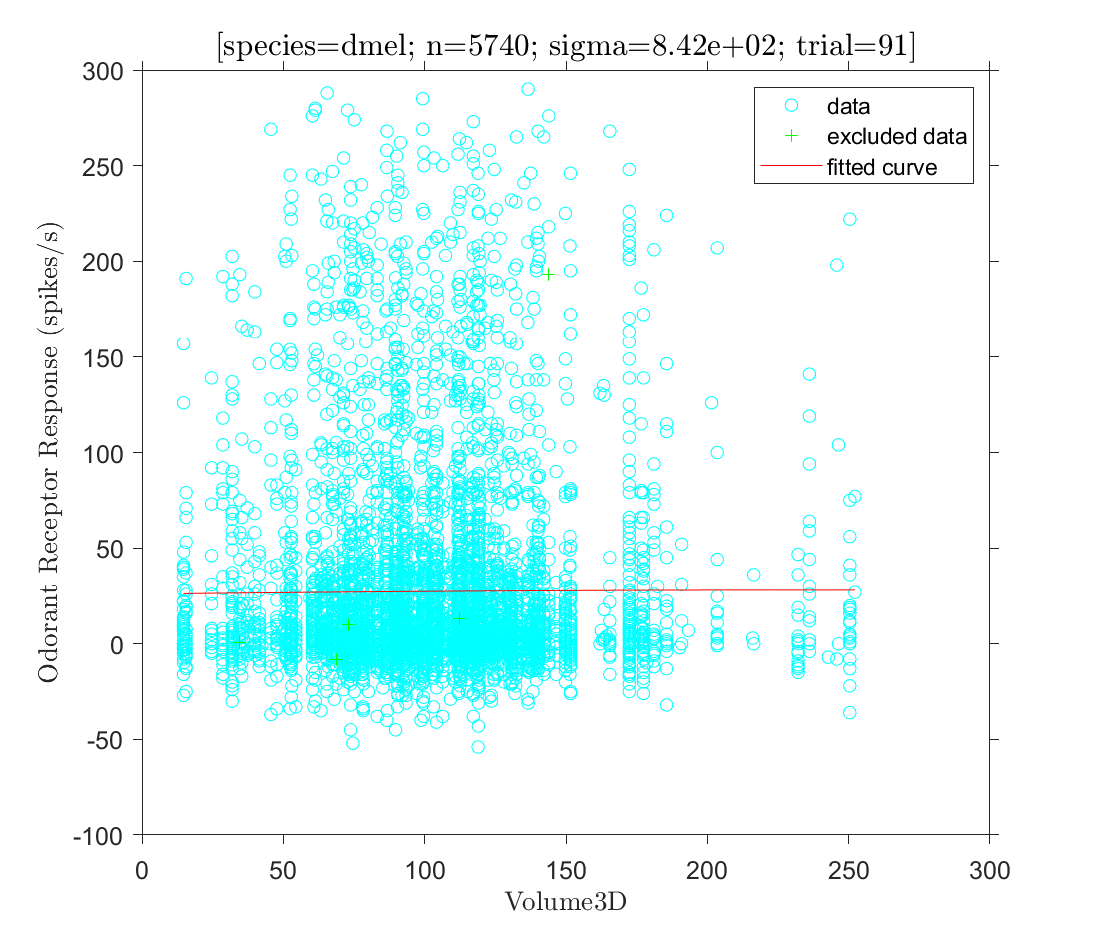 [species=dmel; n=5740; sigma=8.42e+02; trial=91]
300
250
200
150
100
50
0
-50
-100
Odorant Receptor Response (spikes/s)
data
excluded data
fitted curve
0 50 100 150 200 250 300
Volume3D